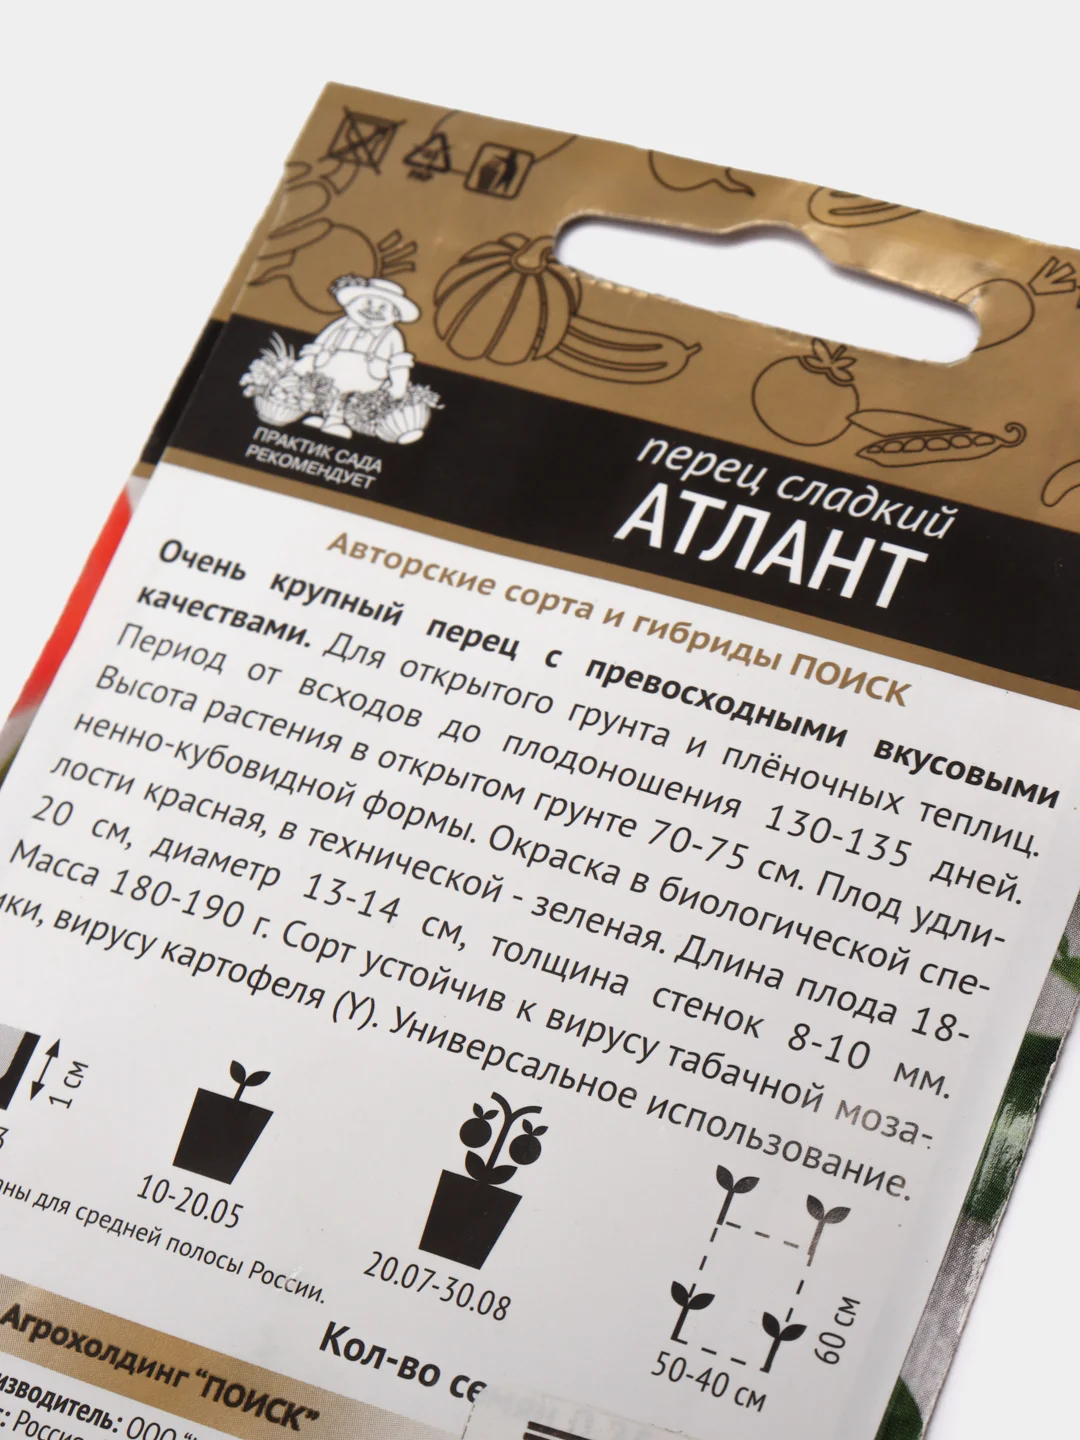 ПРАКТИК САДА
РЕКОМЕНДУЕТ
перец сладкий
АТЛАНТ
Авторские сорта и гибриды ПОИСК
Очень крупный перец с превосходными вкусовыми
качествами. Для открытого грунта и плёночных теплиц.
Период от всходов до плодоношения 130-135 дней.
Высота растения в открытом грунте 70-75 см. Плод удли-
ненно-кубовидной формы. Окраска в биологической спе-
лости красная, в технической - зеленая. Длина плода 18-
20 см, диаметр 13-14 см, толщина стенок 8-10 мм.
Масса 180-190 г. Сорт устойчив к вирусу табачной моза-
ики, вирусу картофеля (Y). Универсальное использование.
1 см
10-20.05
20.07-30.08
60 см
50-40 см
для средней полосы России.
Кол-во
Агрохолдинг "ПОИСК"
ООО